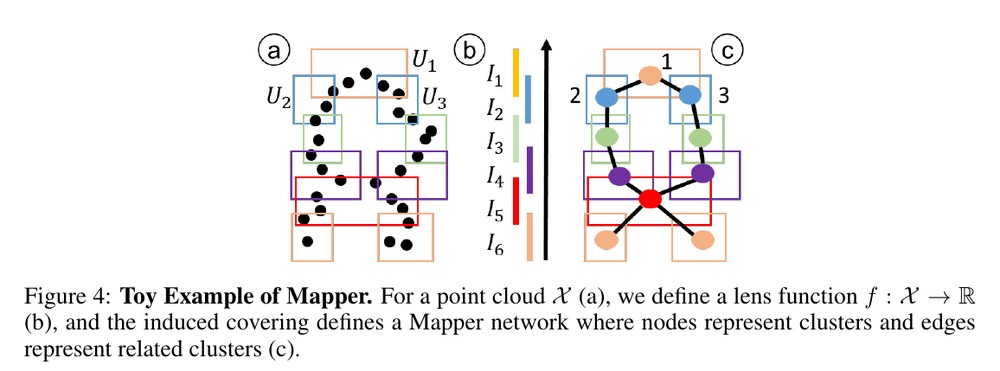 a
b
c
U₁
U₂
U₃
I₁
I₂
I₃
I₄
I₅
I₆
1
2
3
Figure 4: Toy Example of Mapper. For a point cloud 𝒳 (a), we define a lens function f : 𝒳 → ℝ
(b), and the induced covering defines a Mapper network where nodes represent clusters and edges
represent related clusters (c).